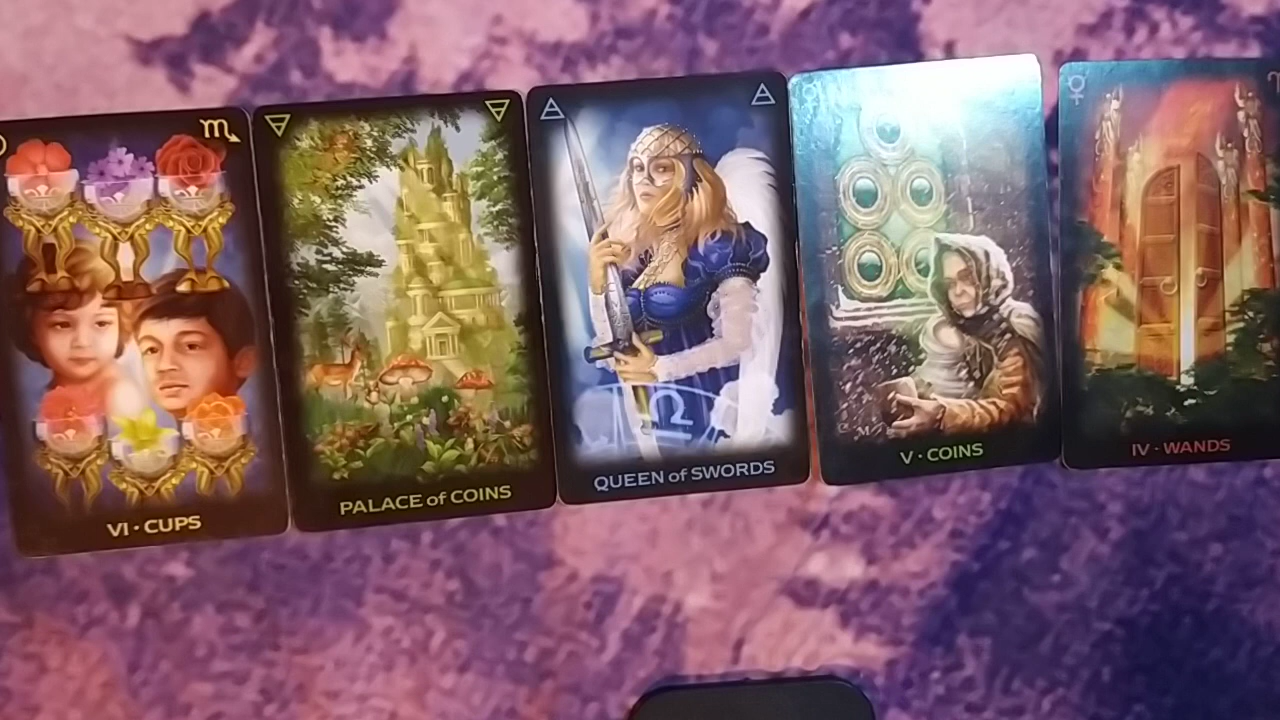 VI · CUPS
PALACE of COINS
QUEEN of SWORDS
V · COINS
IV · WANDS